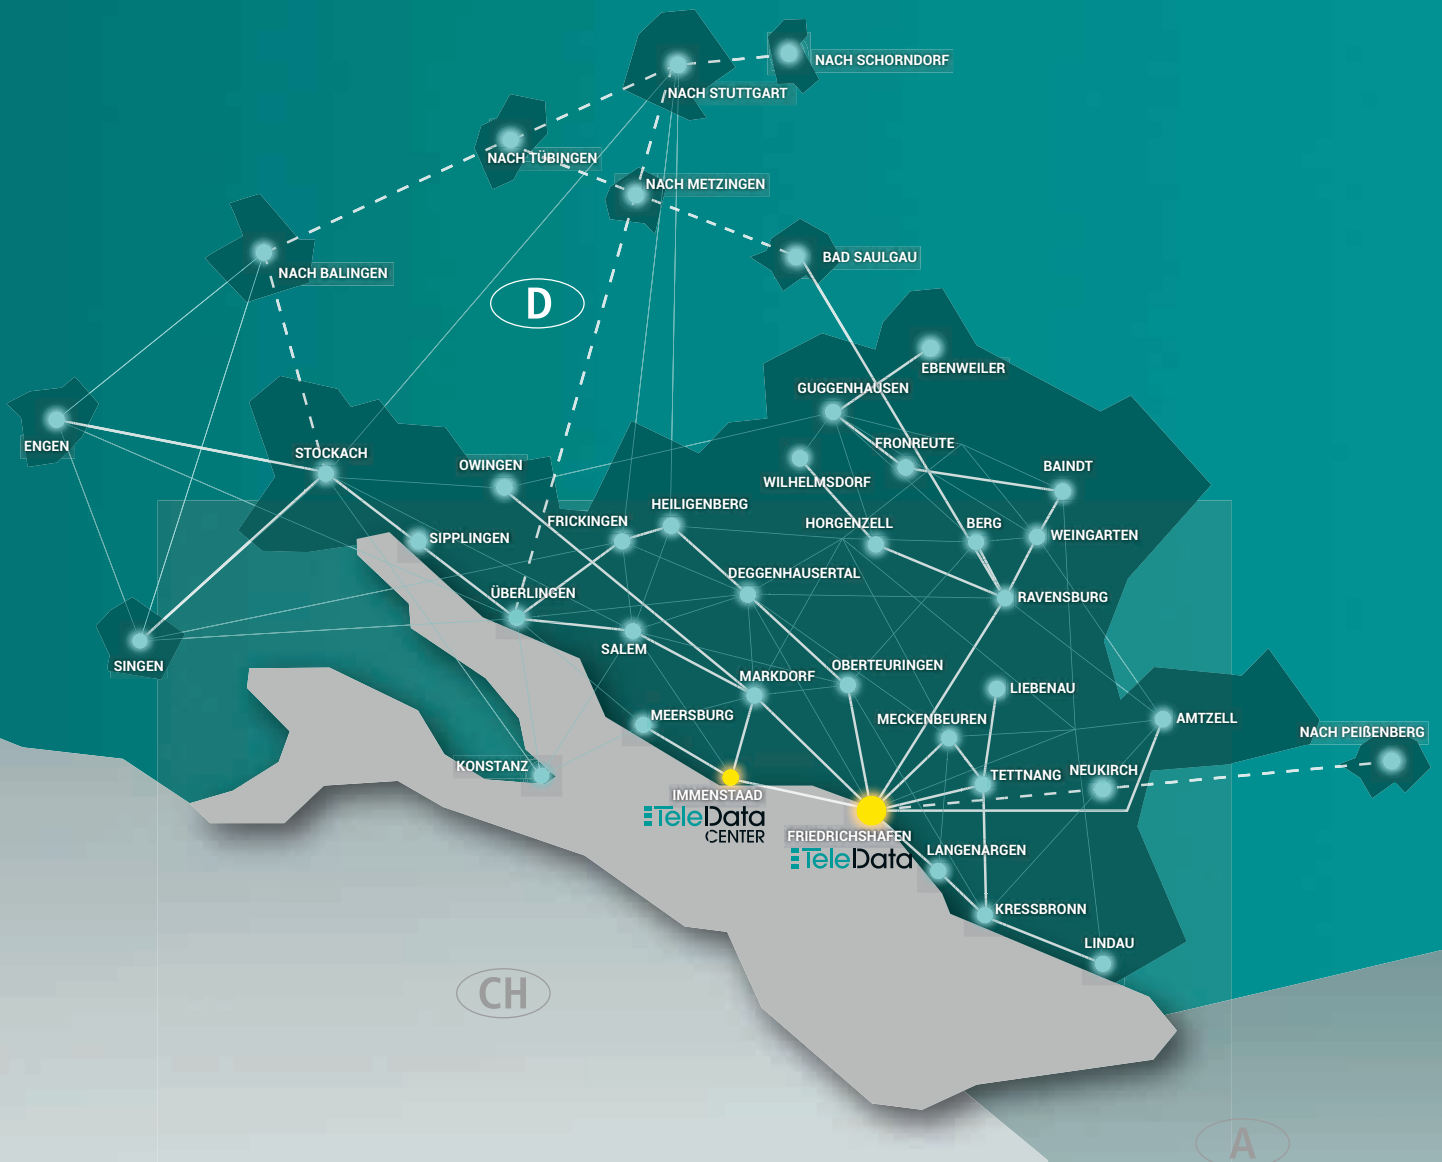 NACH SCHORNDORF
NACH STUTTGART
NACH TÜBINGEN
NACH METZINGEN
BAD SAULGAU
NACH BALINGEN
D
EBENWEILER
GUGGENHAUSEN
ENGEN
STOCKACH
OWINGEN
FRONREUTE
BAINDT
WILHELMSDORF
HEILIGENBERG
FRICKINGEN
HORGENZELL
BERG
WEINGARTEN
SIPPLINGEN
DEGGENHAUSERTAL
ÜBERLINGEN
RAVENSBURG
SALEM
SINGEN
OBERTEURINGEN
MARKDORF
LIEBENAU
MEERSBURG
MECKENBEUREN
AMTZELL
NACH PEIßENBERG
KONSTANZ
TETTNANG
NEUKIRCH
IMMENSTAAD
TeleData
CENTER
FRIEDRICHSHAFEN
TeleData
LANGENARGEN
KRESSBRONN
LINDAU
CH
A